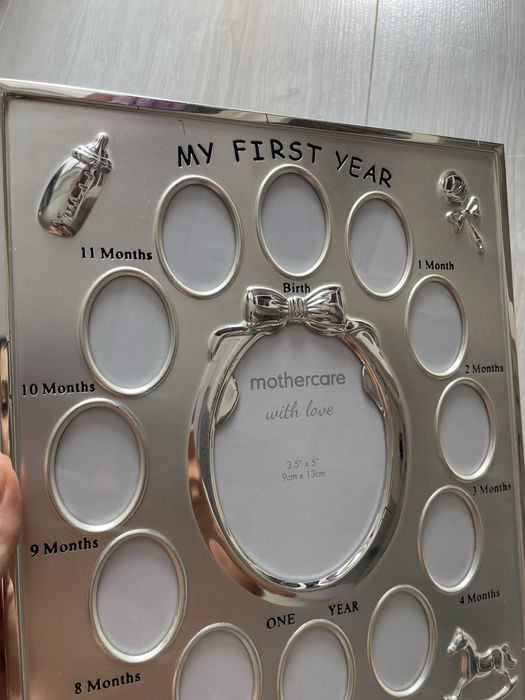 MY FIRST YEAR
11 Months
Birth
1 Month
10 Months
2 Months
mothercare
with love
3.5" x 5"
9cm x 13cm
9 Months
3 Months
4 Months
ONE YEAR
8 Months